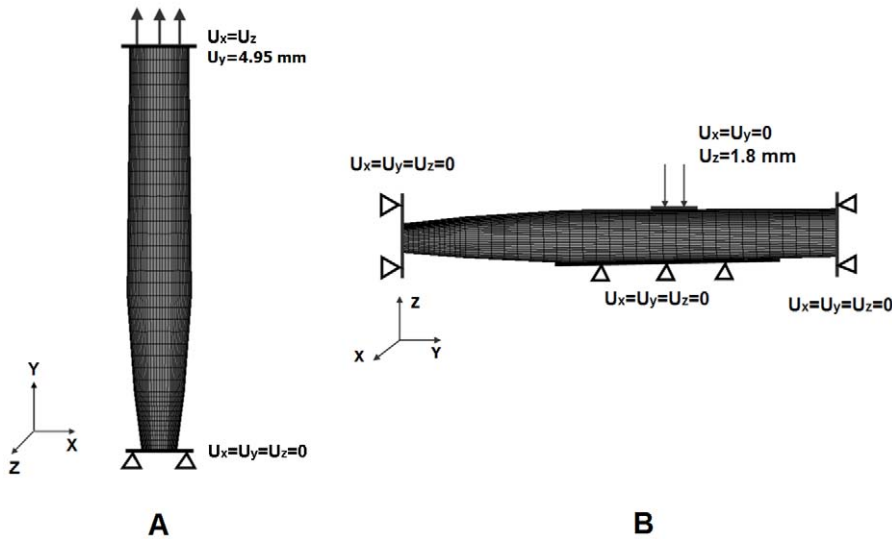 Ux=Uz
Uy=4.95 mm
Y
X
Z
Ux=Uy=Uz=0
A
Ux=Uy=0
Uz=1.8 mm
Ux=Uy=Uz=0
Z
X
Y
Ux=Uy=Uz=0
Ux=Uy=Uz=0
B